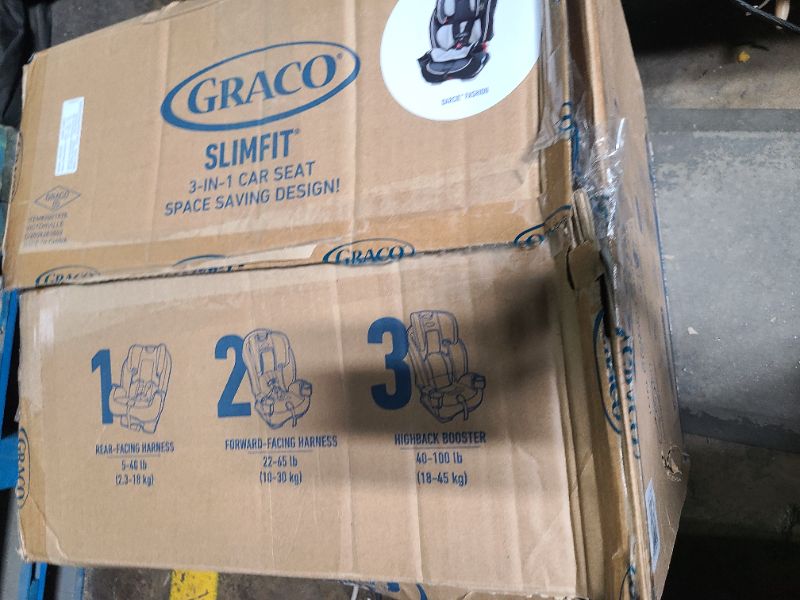 GRACO
SLIMFIT
3-IN-1 CAR SEAT
SPACE SAVING DESIGN!
GRACO
GRACO
1
REAR-FACING HARNESS
5-40 lb
(2.3-18 kg)
2
FORWARD-FACING HARNESS
22-65 lb
(10-30 kg)
3
HIGHBACK BOOSTER
40-100 lb
(18-45 kg)